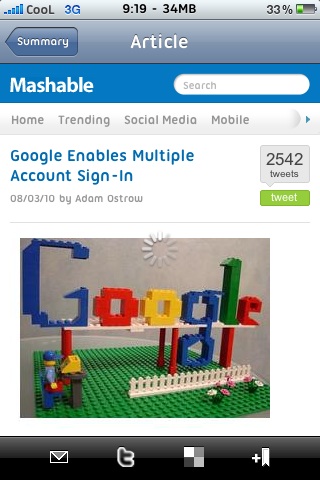 CooL 3G 9:19 - 34MB 33%
Summary Article
Mashable Search
Home Trending Social Media Mobile
Google Enables Multiple
Account Sign-In
2542
tweets
08/03/10 by Adam Ostrow
tweet
Google